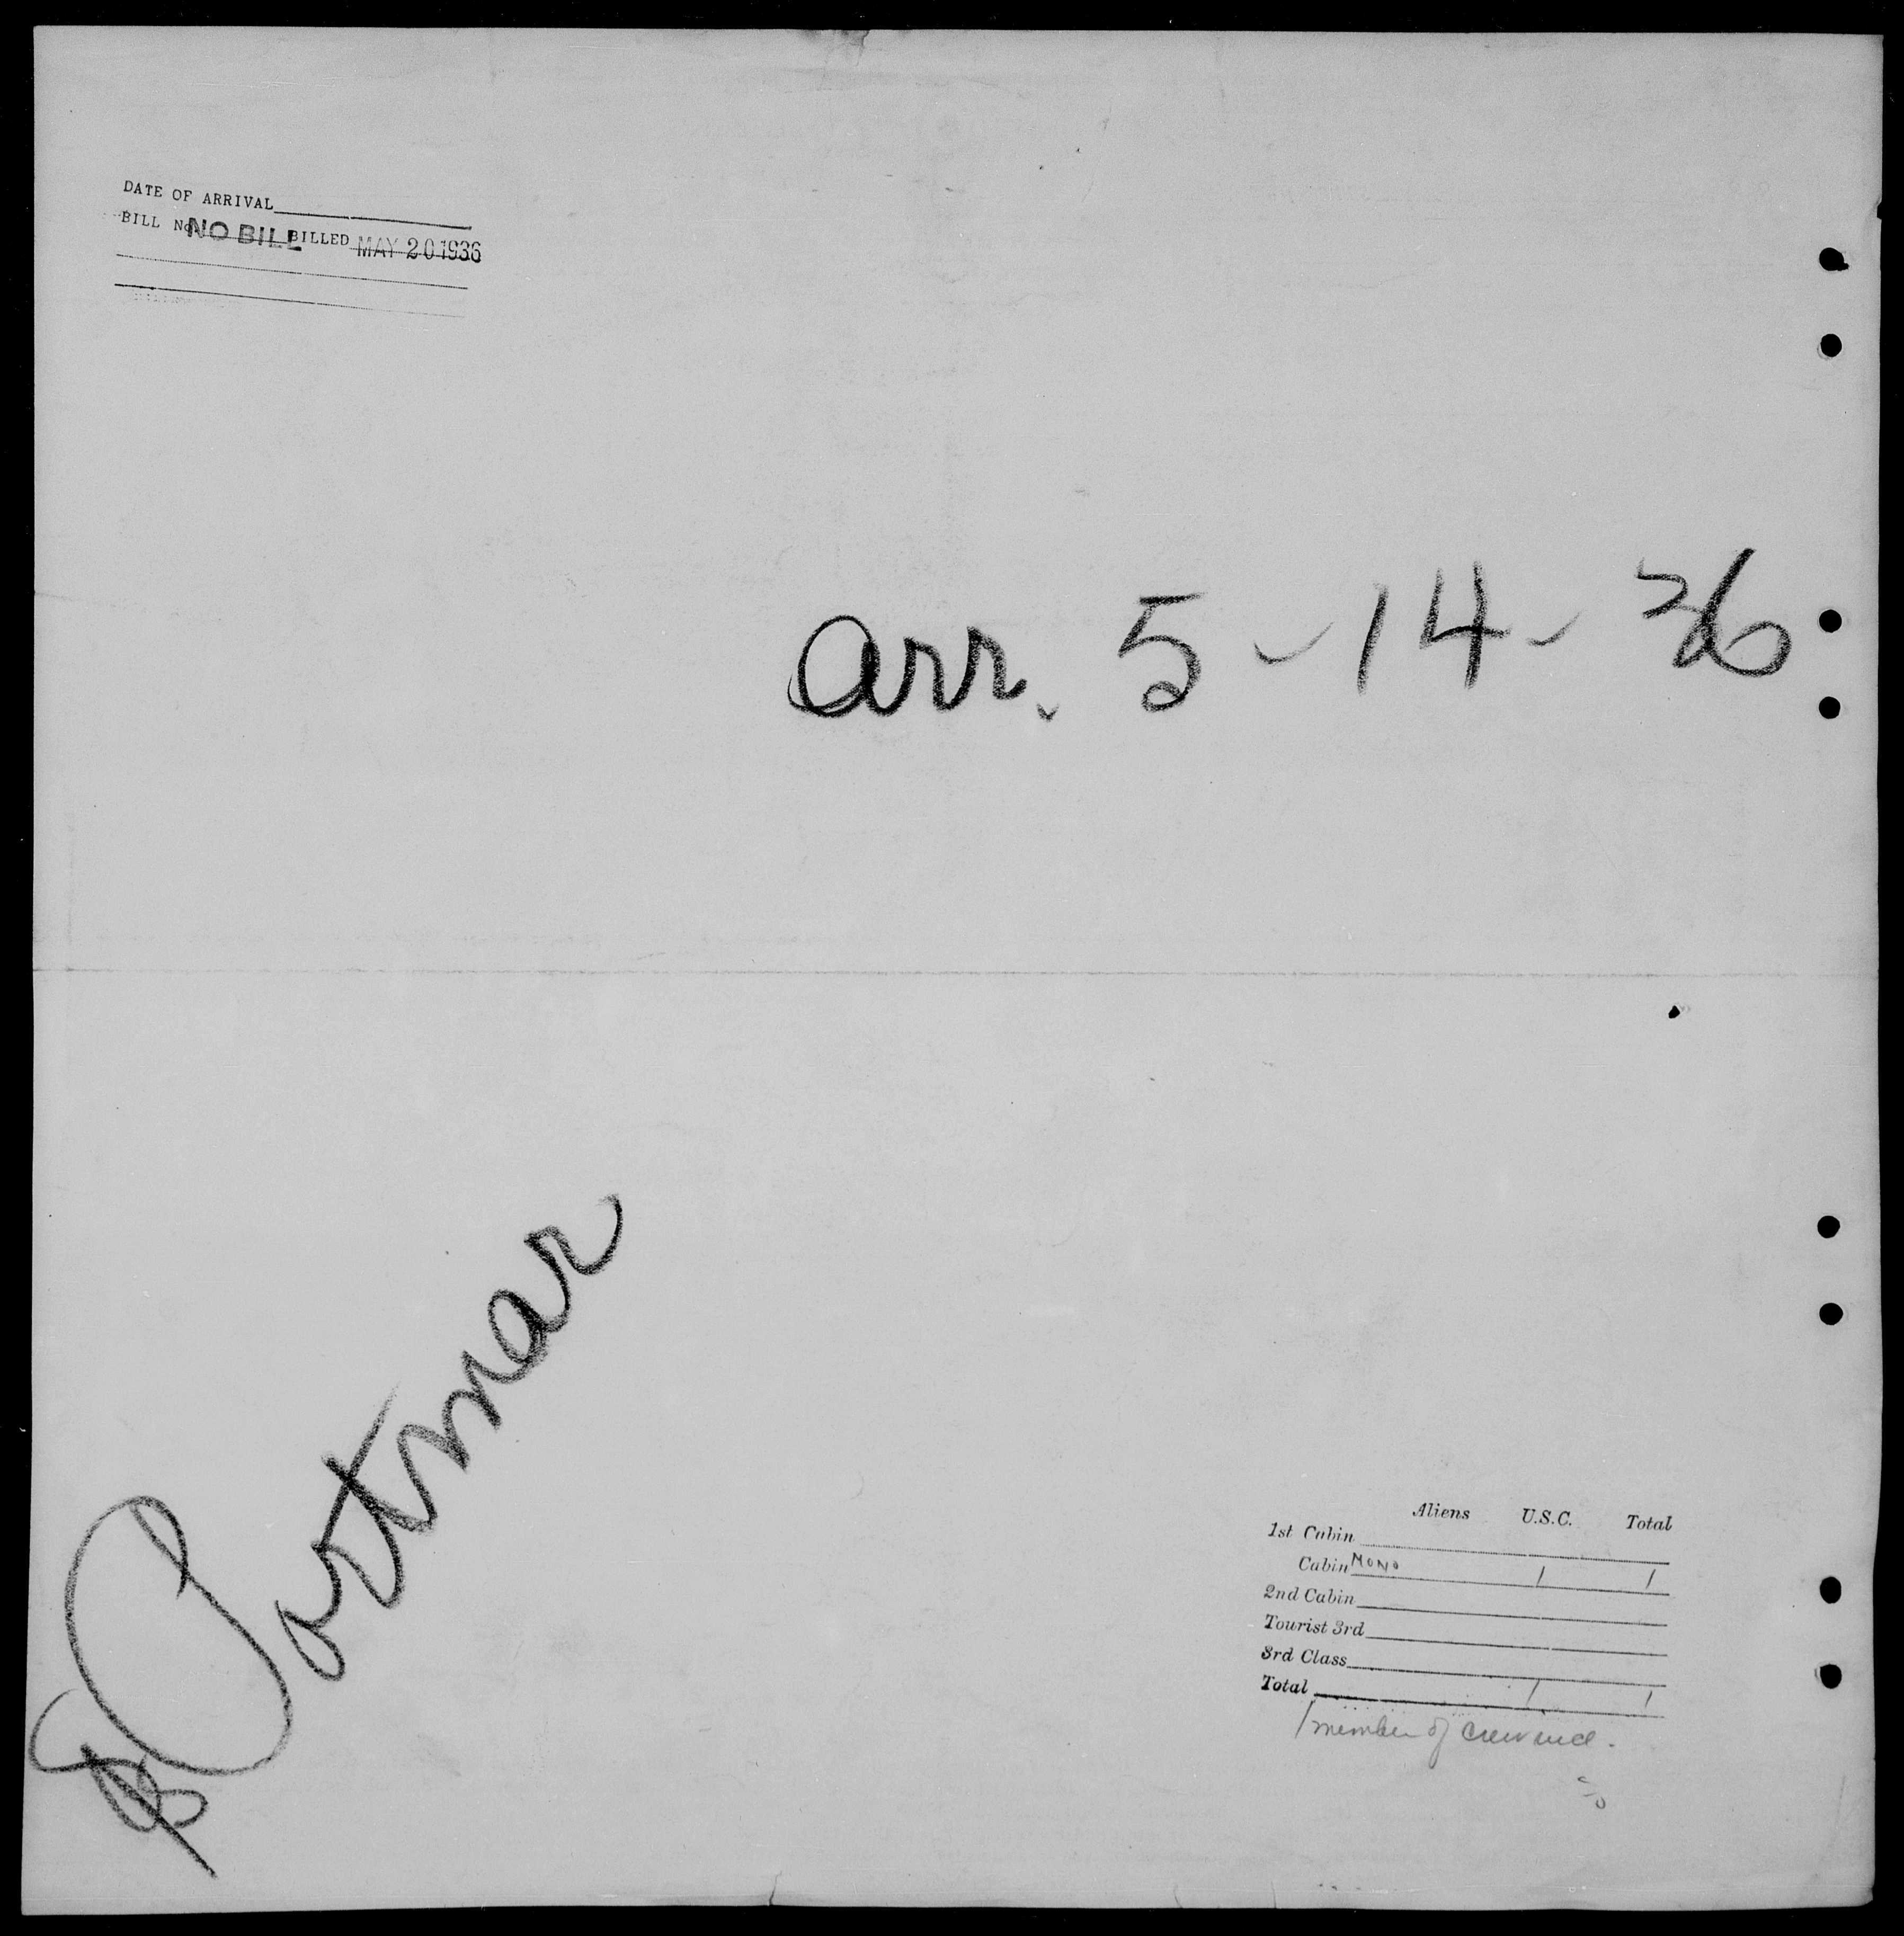 DATE OF ARRIVAL
BILL No. NO BILL BILLED MAY 20 1936
arr. 5-14-36
SS Portmar
Aliens U.S.C. Total
1st Cabin
Cabin MONO 1 1
2nd Cabin
Tourist 3rd
3rd Class
Total 1 1
1 member of crew